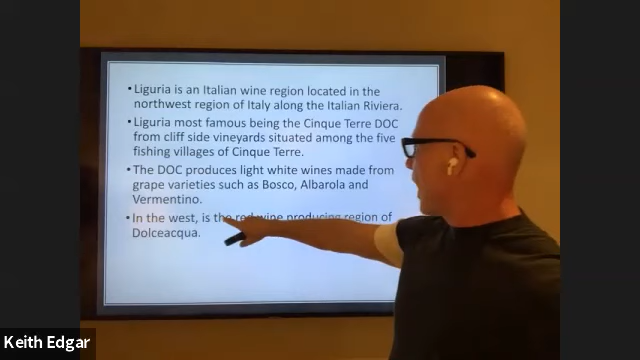 • Liguria is an Italian wine region located in the
northwest region of Italy along the Italian Riviera.
• Liguria most famous being the Cinque Terre DOC
from cliff side vineyards situated among the five
fishing villages of Cinque Terre.
• The DOC produces light white wines made from
grape varieties such as Bosco, Albarola and
Vermentino.
• In the west, is the red wine producing region of
Dolceacqua.
Keith Edgar